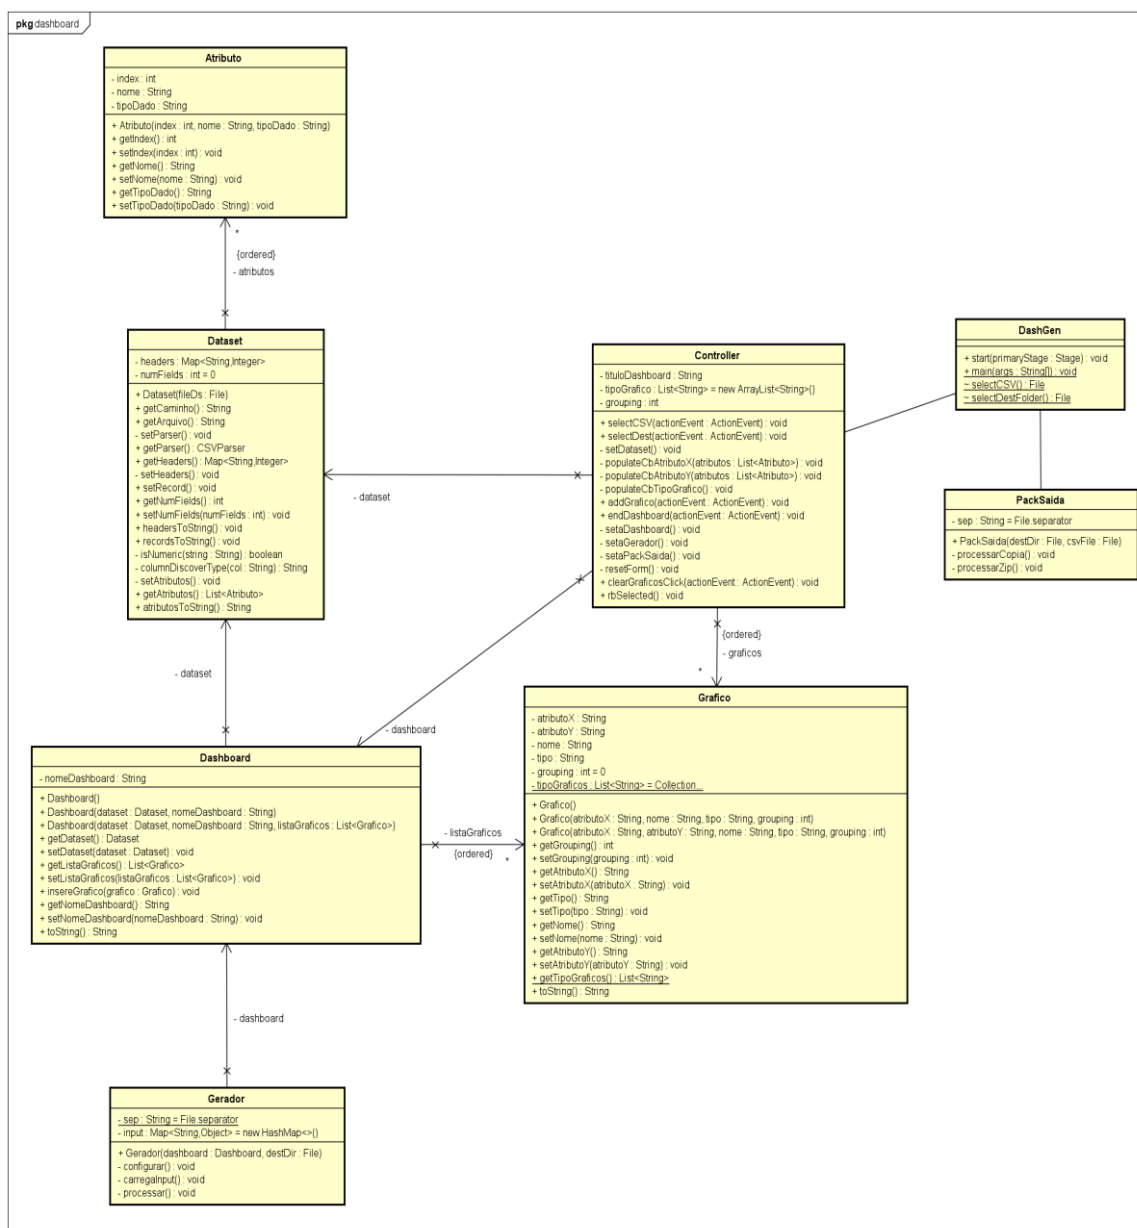 pkg dashboard
Atributo
- index : int
- nome : String
- tipoDado : String
+ Atributo(index : int, nome : String, tipoDado : String)
+ getIndex() : int
+ setIndex(index : int) : void
+ getNome() : String
+ setNome(nome : String) : void
+ getTipoDado() : String
+ setTipoDado(tipoDado : String) : void
*
{ordered}
- atributos
Dataset
- headers : Map<String,Integer>
- numFields : int = 0
+ Dataset(fileDs : File)
+ getCaminho() : String
+ getArquivo() : String
- setParser() : void
+ getParser() : CSVParser
+ getHeaders() : Map<String,Integer>
- setHeaders() : void
+ setRecord() : void
+ getNumFields() : int
+ setNumFields(numFields : int) : void
+ headersToString() : void
+ recordsToString() : void
- isNumeric(string : String) : boolean
- columnDiscoverType(col : String) : String
- setAtributos() : void
+ getAtributos() : List<Atributo>
+ atributosToString() : String
- dataset
Controller
- tituloDashboard : String
- tipoGrafico : List<String> = new ArrayList<String>()
- grouping : int
+ selectCSV(actionEvent : ActionEvent) : void
+ selectDest(actionEvent : ActionEvent) : void
- setDataset() : void
- populateCbAtributoX(atributos : List<Atributo>) : void
- populateCbAtributoY(atributos : List<Atributo>) : void
- populateCbTipoGrafico() : void
+ addGrafico(actionEvent : ActionEvent) : void
+ endDashboard(actionEvent : ActionEvent) : void
- setaDashboard() : void
- setaGerador() : void
- setaPackSaida() : void
- resetForm() : void
+ clearGraficosClick(actionEvent : ActionEvent) : void
+ rbSelected() : void
DashGen
+ start(primaryStage : Stage) : void
+ main(args : String[]) : void
~ selectCSV() : File
~ selectDestFolder() : File
PackSaida
- sep : String = File.separator
+ PackSaida(destDir : File, csvFile : File)
- processarCopia() : void
- processarZip() : void
{ordered}
- graficos
*
- dataset
- dashboard
Dashboard
- nomeDashboard : String
+ Dashboard()
+ Dashboard(dataset : Dataset, nomeDashboard : String)
+ Dashboard(dataset : Dataset, nomeDashboard : String, listaGraficos : List<Grafico>)
+ getDataset() : Dataset
+ setDataset(dataset : Dataset) : void
+ getListaGraficos() : List<Grafico>
+ setListaGraficos(listaGraficos : List<Grafico>) : void
+ insereGrafico(grafico : Grafico) : void
+ getNomeDashboard() : String
+ setNomeDashboard(nomeDashboard : String) : void
+ toString() : String
- listaGraficos
{ordered}
*
Grafico
- atributoX : String
- atributoY : String
- nome : String
- tipo : String
- grouping : int = 0
- tipoGraficos : List<String> = Collection...
+ Grafico()
+ Grafico(atributoX : String, nome : String, tipo : String, grouping : int)
+ Grafico(atributoX : String, atributoY : String, nome : String, tipo : String, grouping : int)
+ getGrouping() : int
+ setGrouping(grouping : int) : void
+ getAtributoX() : String
+ setAtributoX(atributoX : String) : void
+ getTipo() : String
+ setTipo(tipo : String) : void
+ getNome() : String
+ setNome(nome : String) : void
+ getAtributoY() : String
+ setAtributoY(atributoY : String) : void
+ getTipoGraficos() : List<String>
+ toString() : String
- dashboard
Gerador
- sep : String = File.separator
- input : Map<String,Object> = new HashMap<>()
+ Gerador(dashboard : Dashboard, destDir : File)
- configurar() : void
- carregaInput() : void
- processar() : void